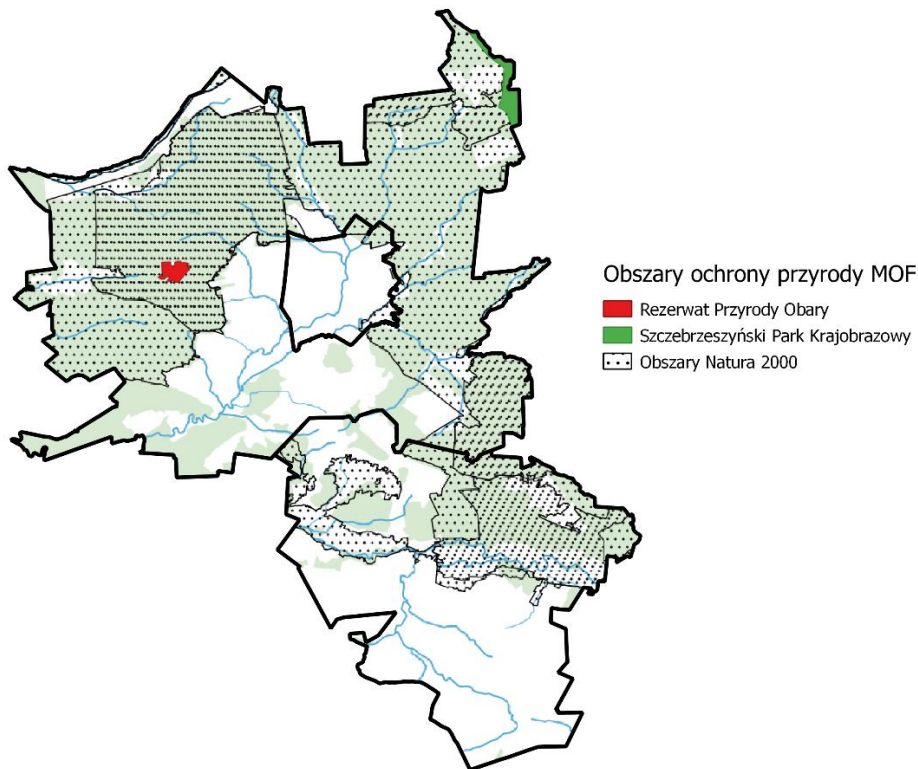 Obszary ochrony przyrody MOF
Rezerwat Przyrody Obary
Szczebrzeszyński Park Krajobrazowy
Obszary Natura 2000